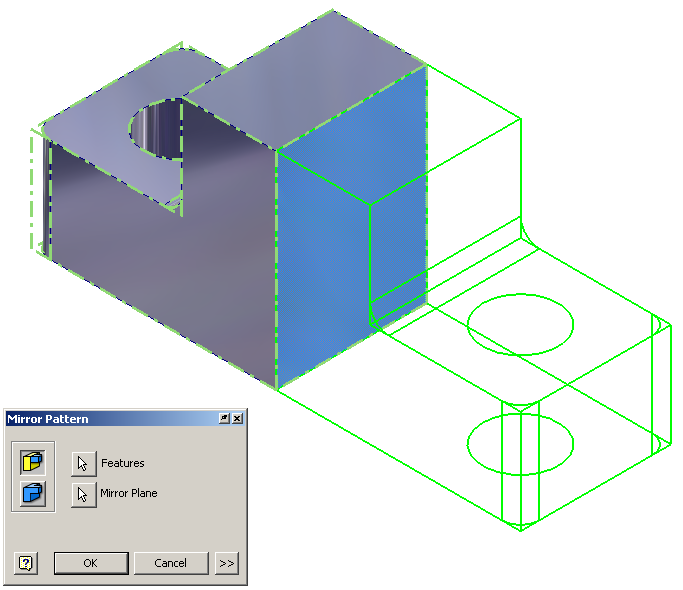 Mirror Pattern
Features
Mirror Plane
?
OK
Cancel
>>